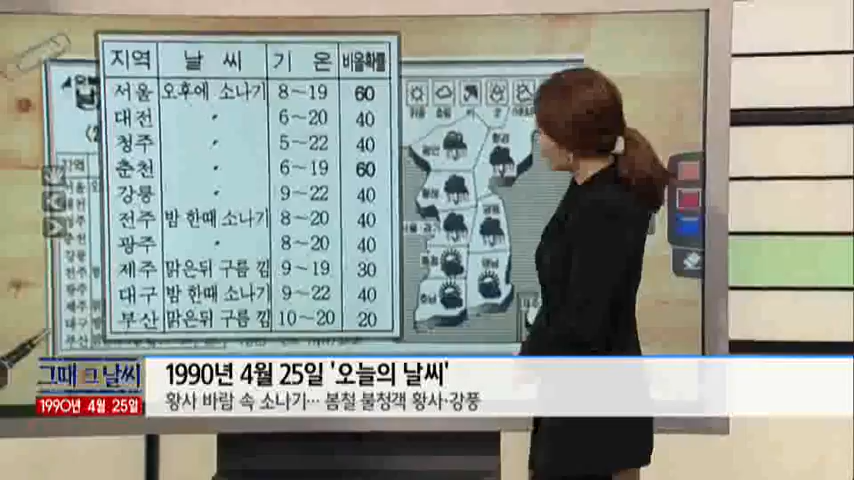 지역 날씨 기온 비올확률
서울 오후에 소나기 8~19 60
대전 〃 6~20 40
청주 〃 5~22 40
춘천 〃 6~19 60
강릉 〃 9~22 40
전주 밤 한때 소나기 8~20 40
광주 〃 8~20 40
제주 맑은뒤 구름 낌 9~19 30
대구 밤 한때 소나기 9~22 40
부산 맑은뒤 구름 낌 10~20 20
그때 그 날씨
1990년 4월 25일
1990년 4월 25일 '오늘의 날씨'
황사 바람 속 소나기… 봄철 불청객 황사·강풍